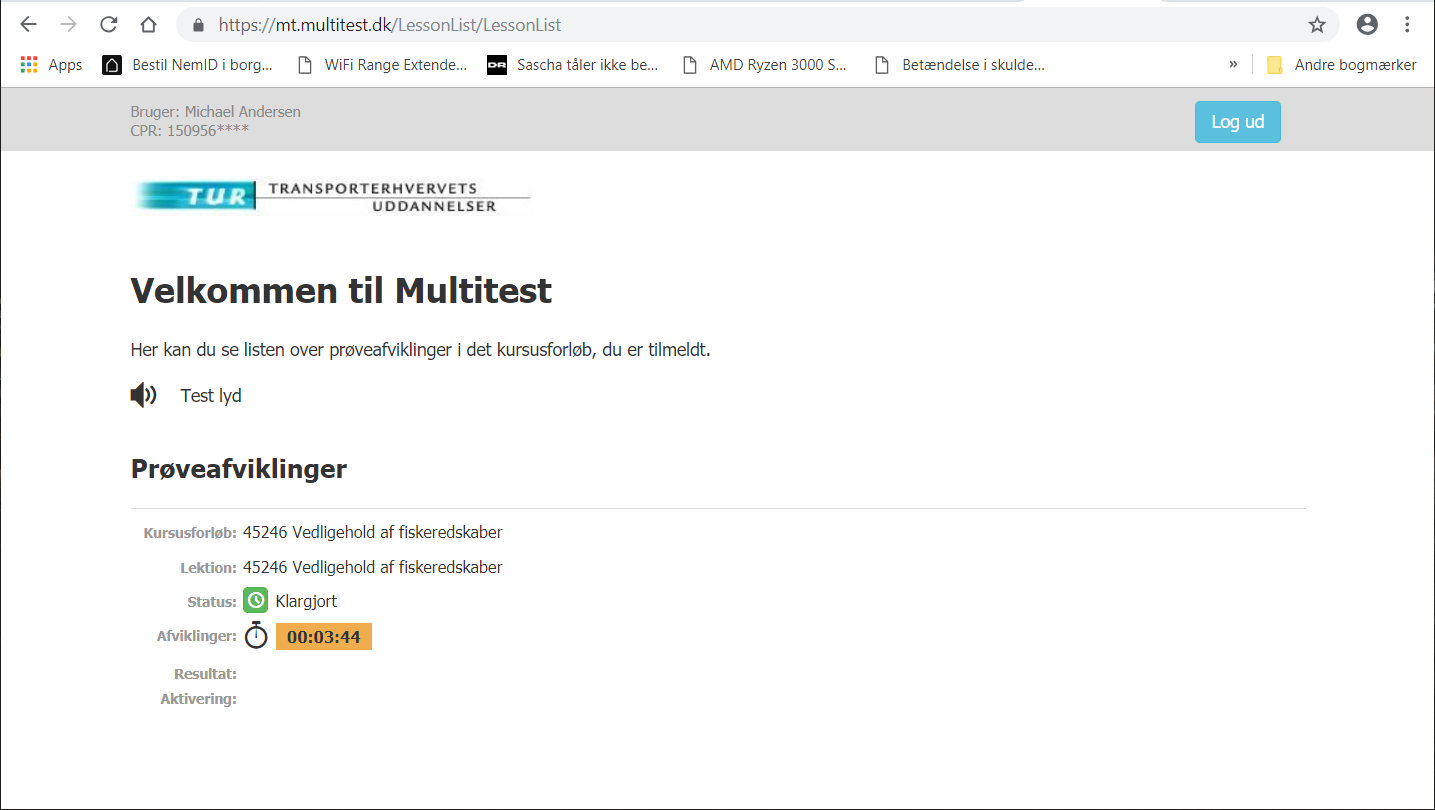 https://mt.multitest.dk/LessonList/LessonList
Apps Bestil NemID i borg... WiFi Range Extende... DR Sascha tåler ikke be... AMD Ryzen 3000 S... Betændelse i skulde... » Andre bogmærker
Bruger: Michael Andersen
CPR: 150956****
Log ud
TUR TRANSPORTERHVERVETS
UDDANNELSER
Velkommen til Multitest
Her kan du se listen over prøveafviklinger i det kursusforløb, du er tilmeldt.
Test lyd
Prøveafviklinger
Kursusforløb: 45246 Vedligehold af fiskeredskaber
Lektion: 45246 Vedligehold af fiskeredskaber
Status: Klargjort
Afviklinger: 00:03:44
Resultat:
Aktivering: